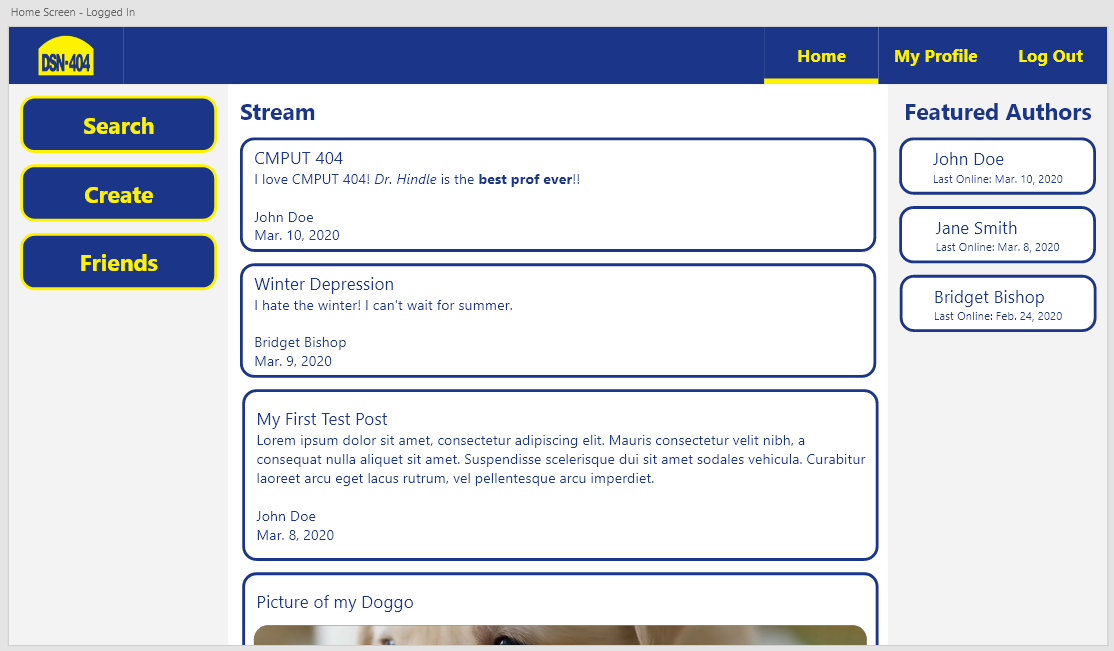 Home Screen - Logged In
DSN-404
Home
My Profile
Log Out
Search
Create
Friends
Stream
CMPUT 404
I love CMPUT 404! Dr. Hindle is the best prof ever!!
John Doe
Mar. 10, 2020
Winter Depression
I hate the winter! I can't wait for summer.
Bridget Bishop
Mar. 9, 2020
My First Test Post
Lorem ipsum dolor sit amet, consectetur adipiscing elit. Mauris consectetur velit nibh, a
consequat nulla aliquet sit amet. Suspendisse scelerisque dui sit amet sodales vehicula. Curabitur
laoreet arcu eget lacus rutrum, vel pellentesque arcu imperdiet.
John Doe
Mar. 8, 2020
Picture of my Doggo
Featured Authors
John Doe
Last Online: Mar. 10, 2020
Jane Smith
Last Online: Mar. 8, 2020
Bridget Bishop
Last Online: Feb. 24, 2020